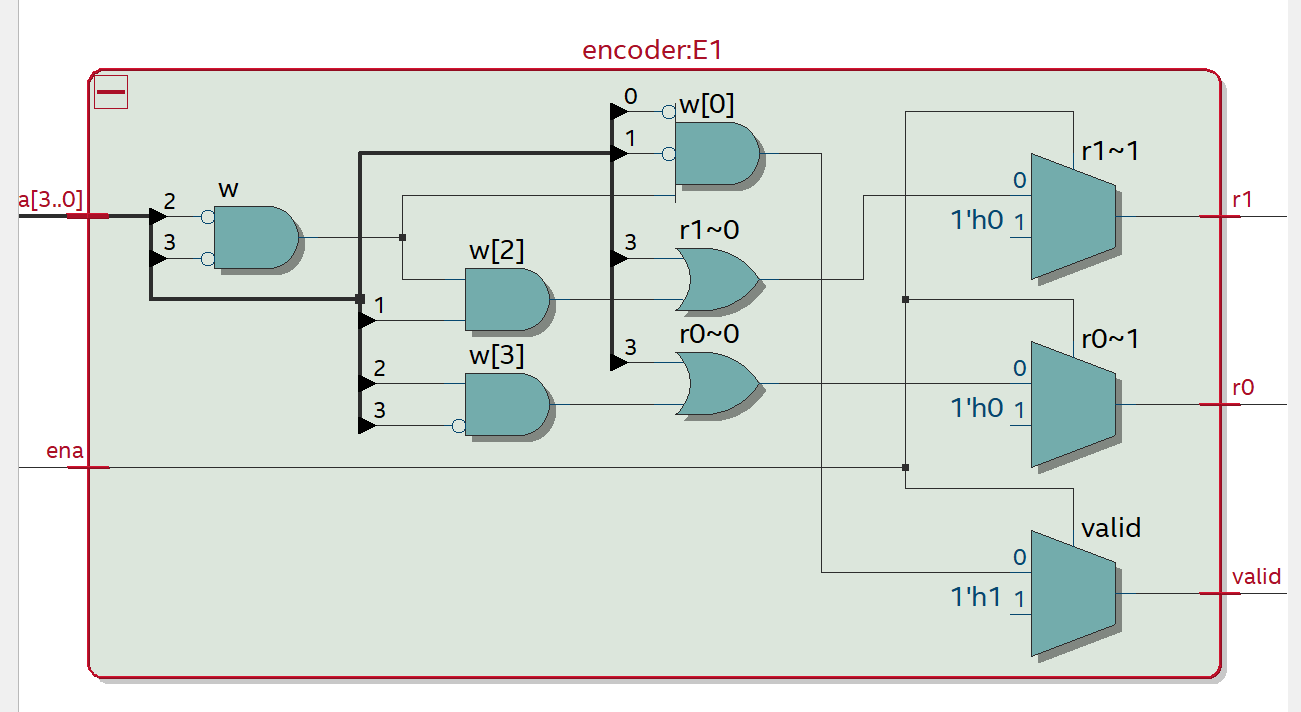 encoder:E1
0
w[0]
1
r1~1
a[3..0]
2
w
0
r1
3
w[2]
3
r1~0
1'h0
1
1
r0~0
r0~1
w[3]
3
2
0
r0
3
1'h0
1
ena
valid
0
valid
1'h1
1